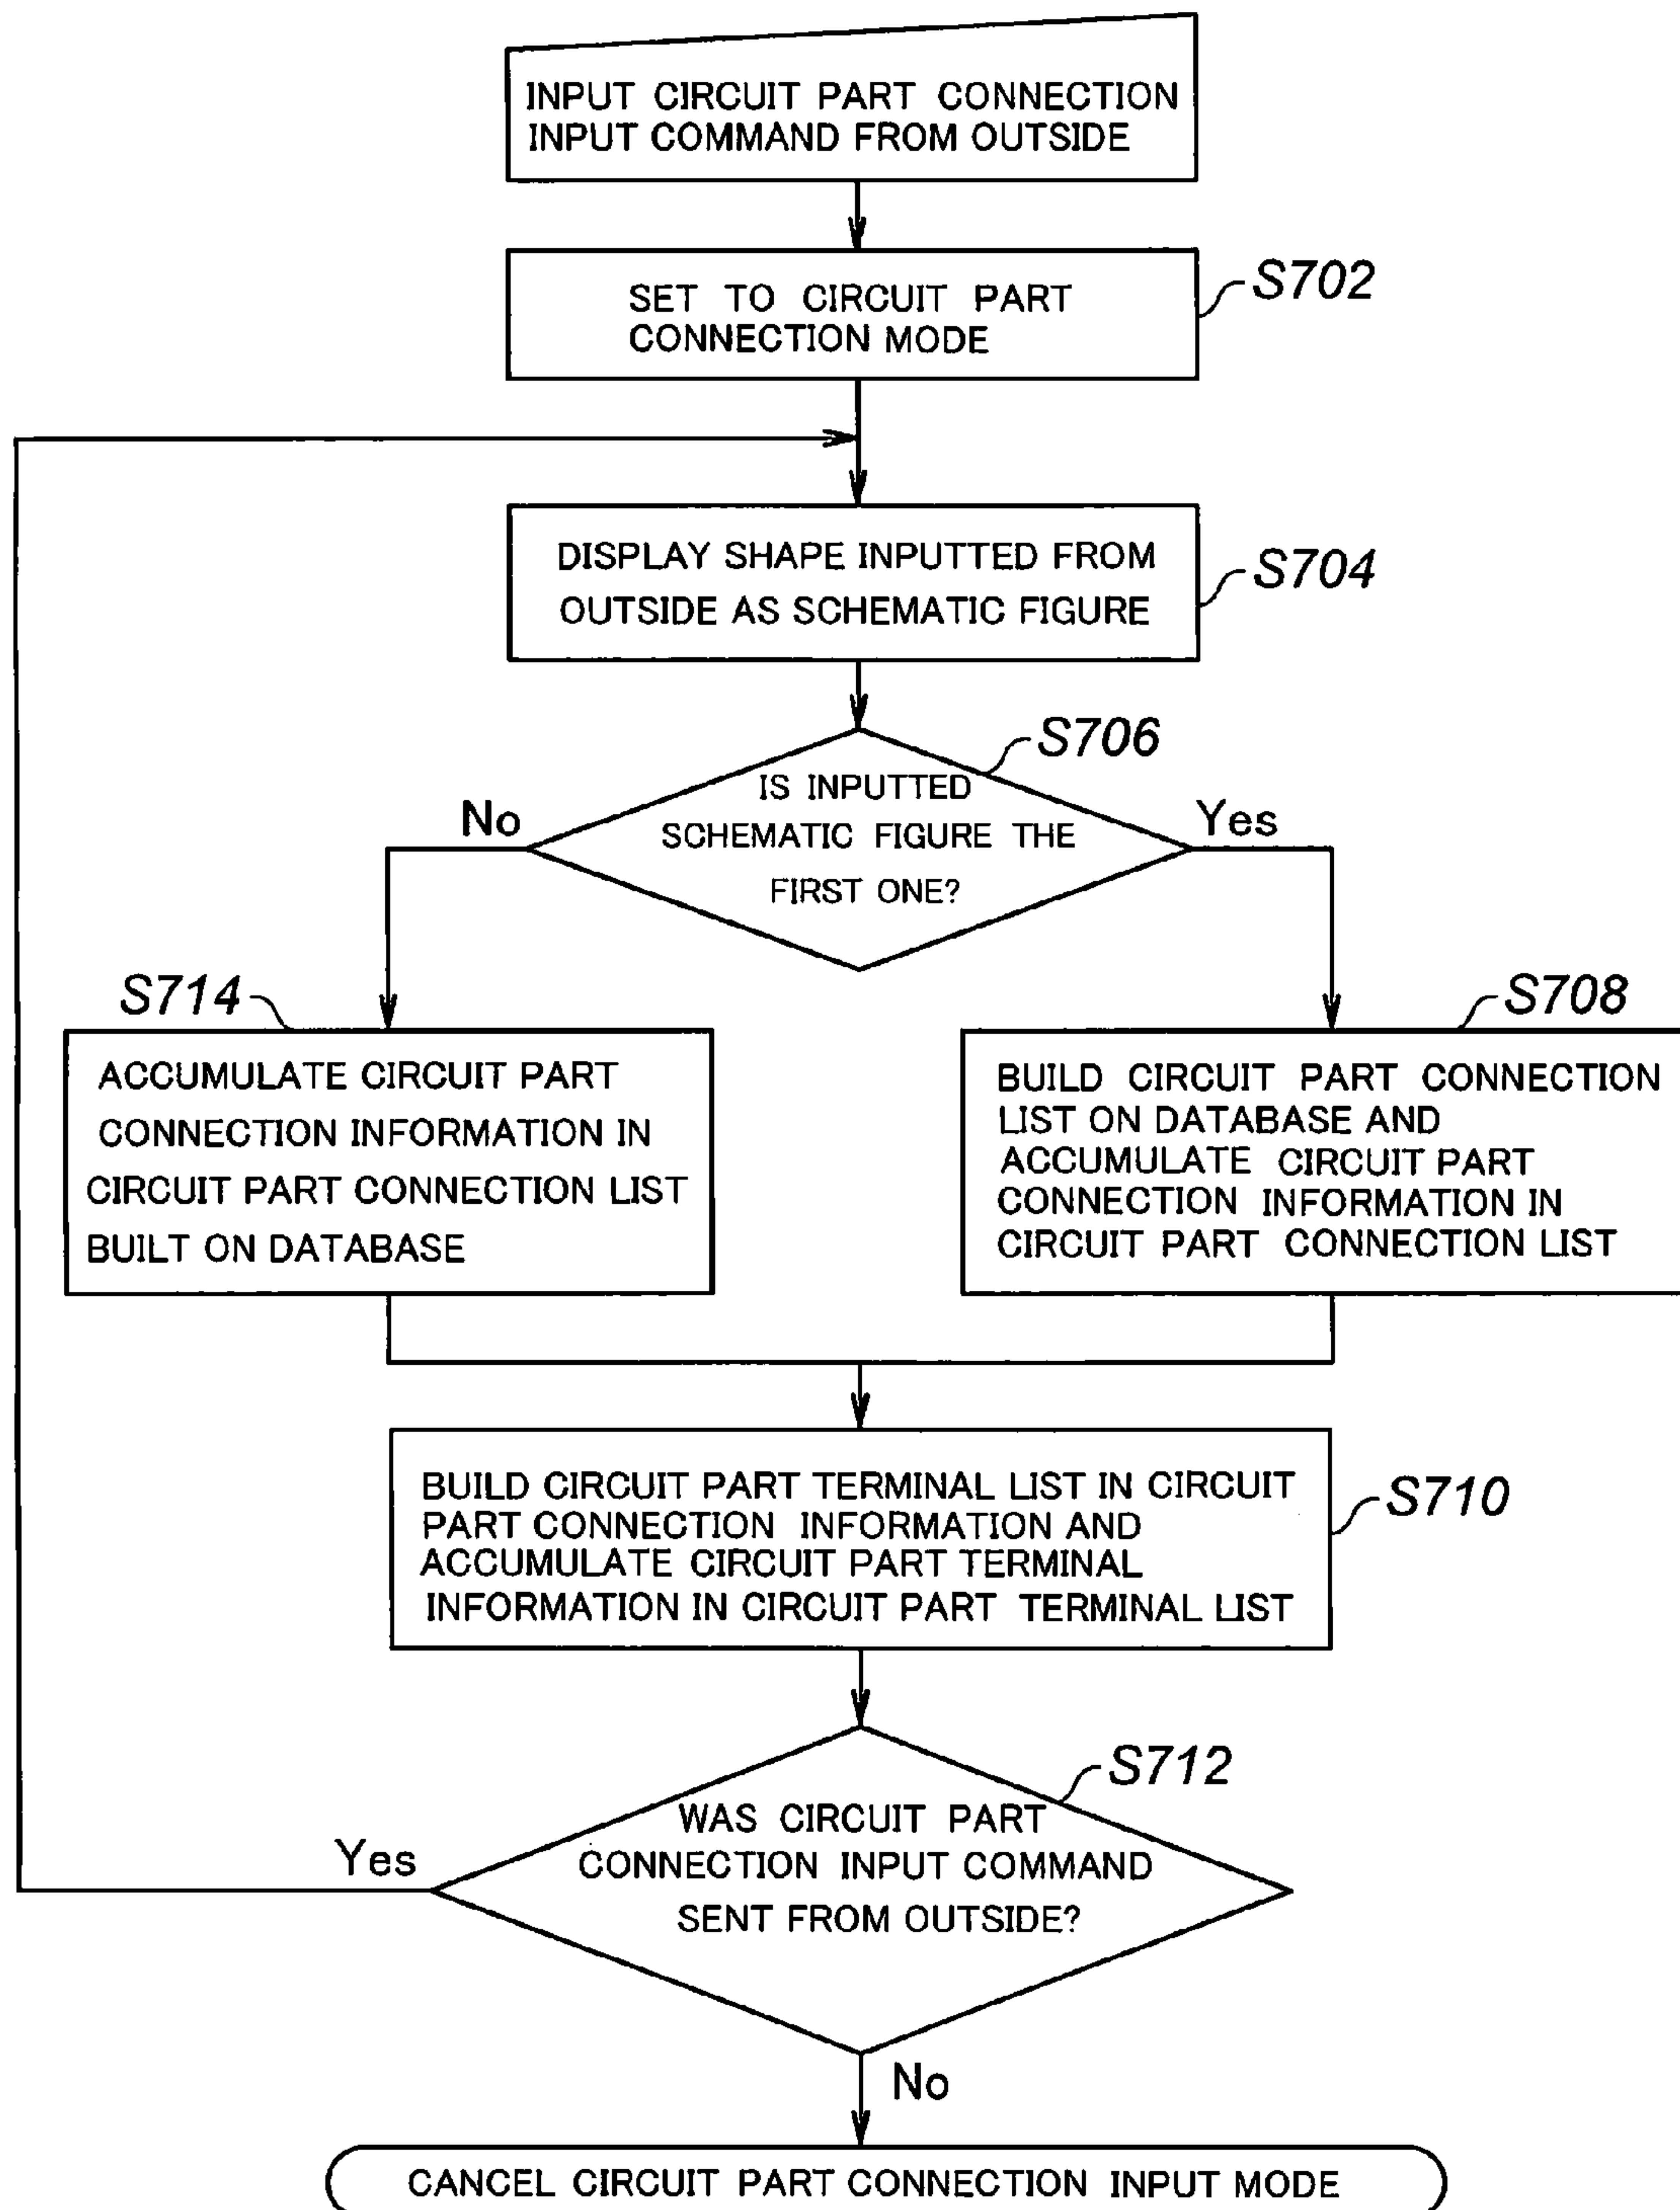 INPUT CIRCUIT PART CONNECTION
INPUT COMMAND FROM OUTSIDE
SET TO CIRCUIT PART
CONNECTION MODE
S702
DISPLAY SHAPE INPUTTED FROM
OUTSIDE AS SCHEMATIC FIGURE
S704
S706
IS INPUTTED
SCHEMATIC FIGURE THE
FIRST ONE?
No
Yes
S714
ACCUMULATE CIRCUIT PART
CONNECTION INFORMATION IN
CIRCUIT PART CONNECTION LIST
BUILT ON DATABASE
S708
BUILD CIRCUIT PART CONNECTION
LIST ON DATABASE AND
ACCUMULATE CIRCUIT PART
CONNECTION INFORMATION IN
CIRCUIT PART CONNECTION LIST
BUILD CIRCUIT PART TERMINAL LIST IN CIRCUIT
PART CONNECTION INFORMATION AND
ACCUMULATE CIRCUIT PART TERMINAL
INFORMATION IN CIRCUIT PART TERMINAL LIST
S710
S712
WAS CIRCUIT PART
CONNECTION INPUT COMMAND
SENT FROM OUTSIDE?
Yes
No
CANCEL CIRCUIT PART CONNECTION INPUT MODE